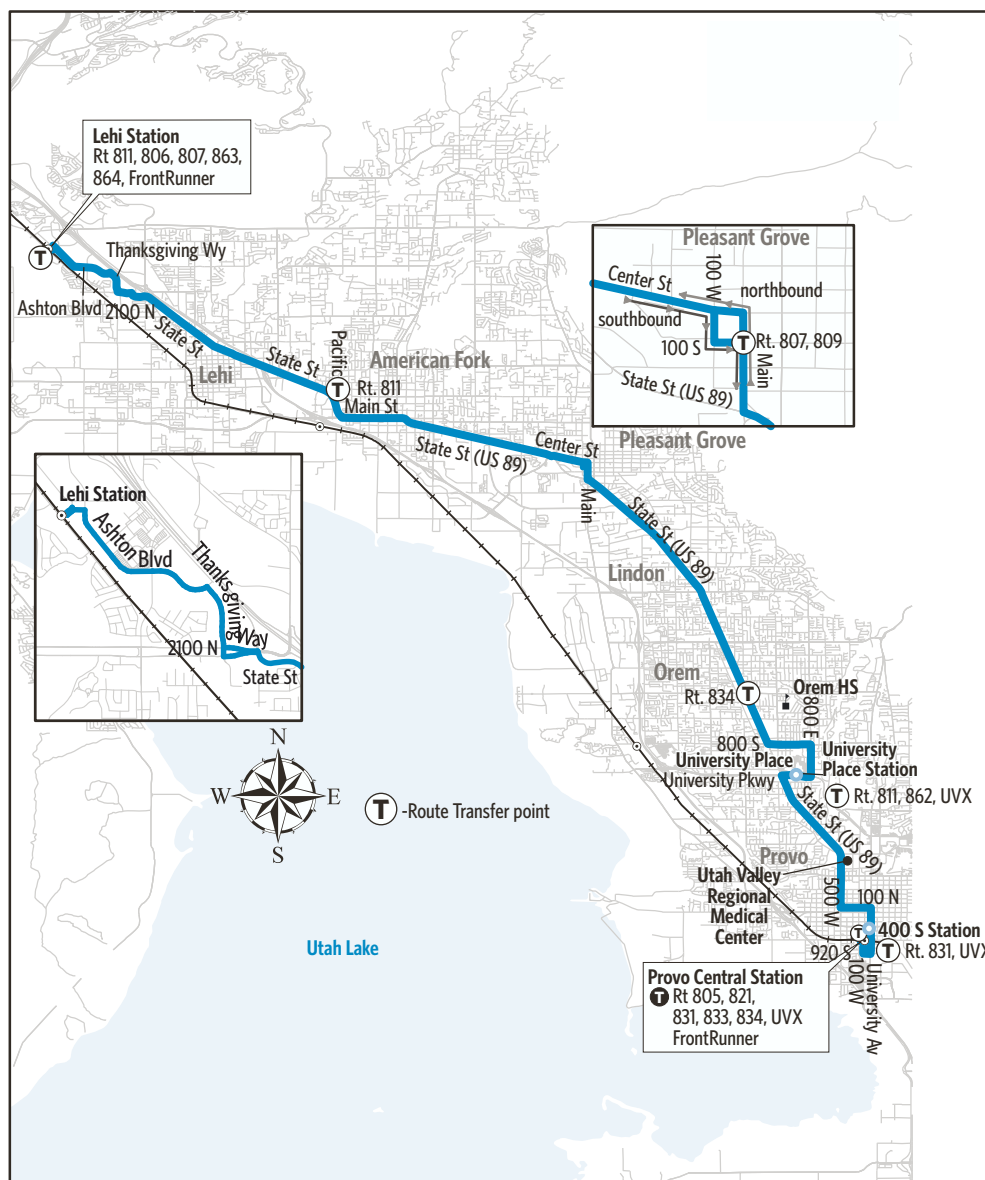 Lehi Station
Rt 811, 806, 807, 863,
864, FrontRunner
T
Thanksgiving Wy
Ashton Blvd
2100 N
State St
Lehi
State St
Pacific
American Fork
T
Rt. 811
Main St
State St (US 89)
Center St
Main
Pleasant Grove
Pleasant Grove
Center St
100 W
northbound
southbound
100 S
T
Rt. 807, 809
Main
State St (US 89)
Lehi Station
Ashton Blvd
Thanksgiving
Way
2100 N
State St
State St (US 89)
Lindon
Orem
Rt. 834
T
Orem HS
800 E
800 S
University Place
University Pkwy
University
Place Station
T
Rt. 811, 862, UVX
State St (US 89)
N
W
E
S
T
-Route Transfer point
Provo
Utah Valley
Regional
Medical
Center
500 W
100 N
T
400 S Station
T
Rt. 831, UVX
920 S
100 W
University Av
Utah Lake
Provo Central Station
T
Rt 805, 821,
831, 833, 834, UVX
FrontRunner